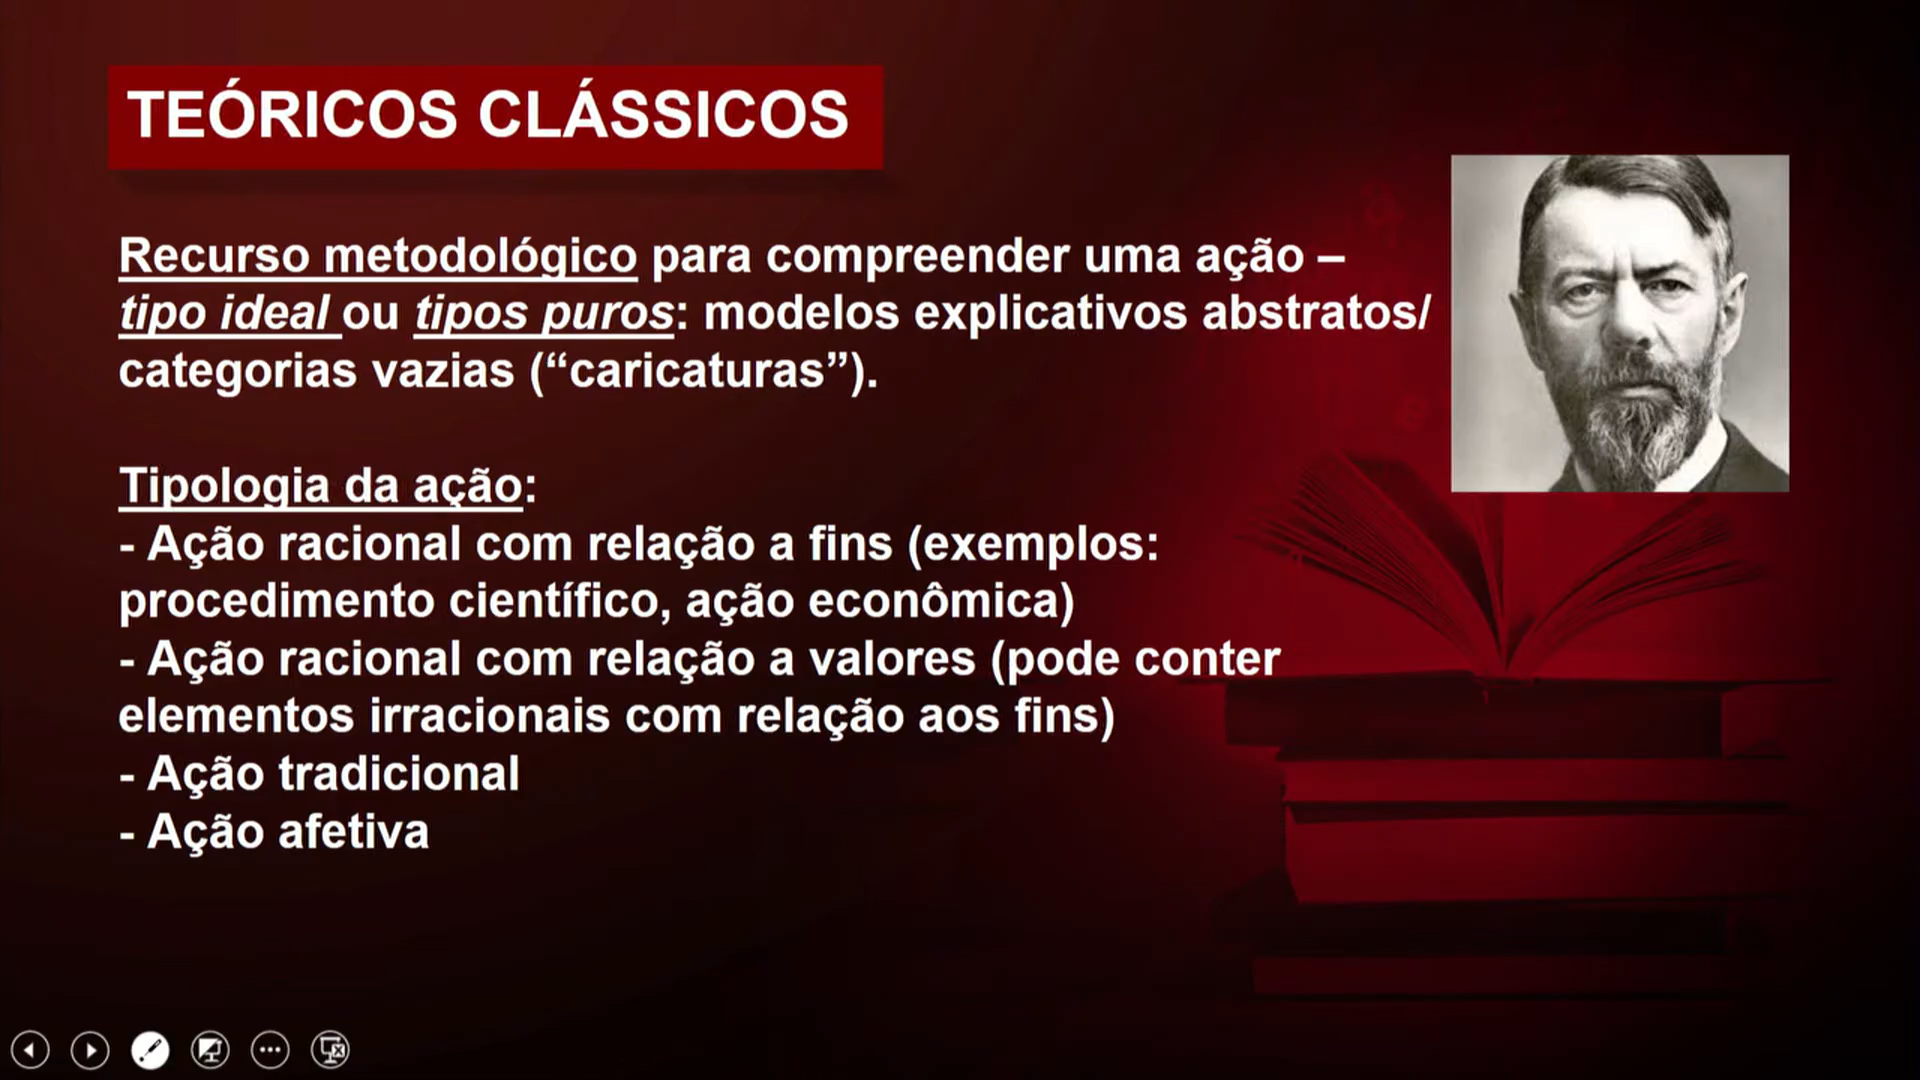 TEÓRICOS CLÁSSICOS
Recurso metodológico para compreender uma ação –
tipo ideal ou tipos puros: modelos explicativos abstratos/
categorias vazias (“caricaturas”).
Tipologia da ação:
- Ação racional com relação a fins (exemplos:
procedimento científico, ação econômica)
- Ação racional com relação a valores (pode conter
elementos irracionais com relação aos fins)
- Ação tradicional
- Ação afetiva